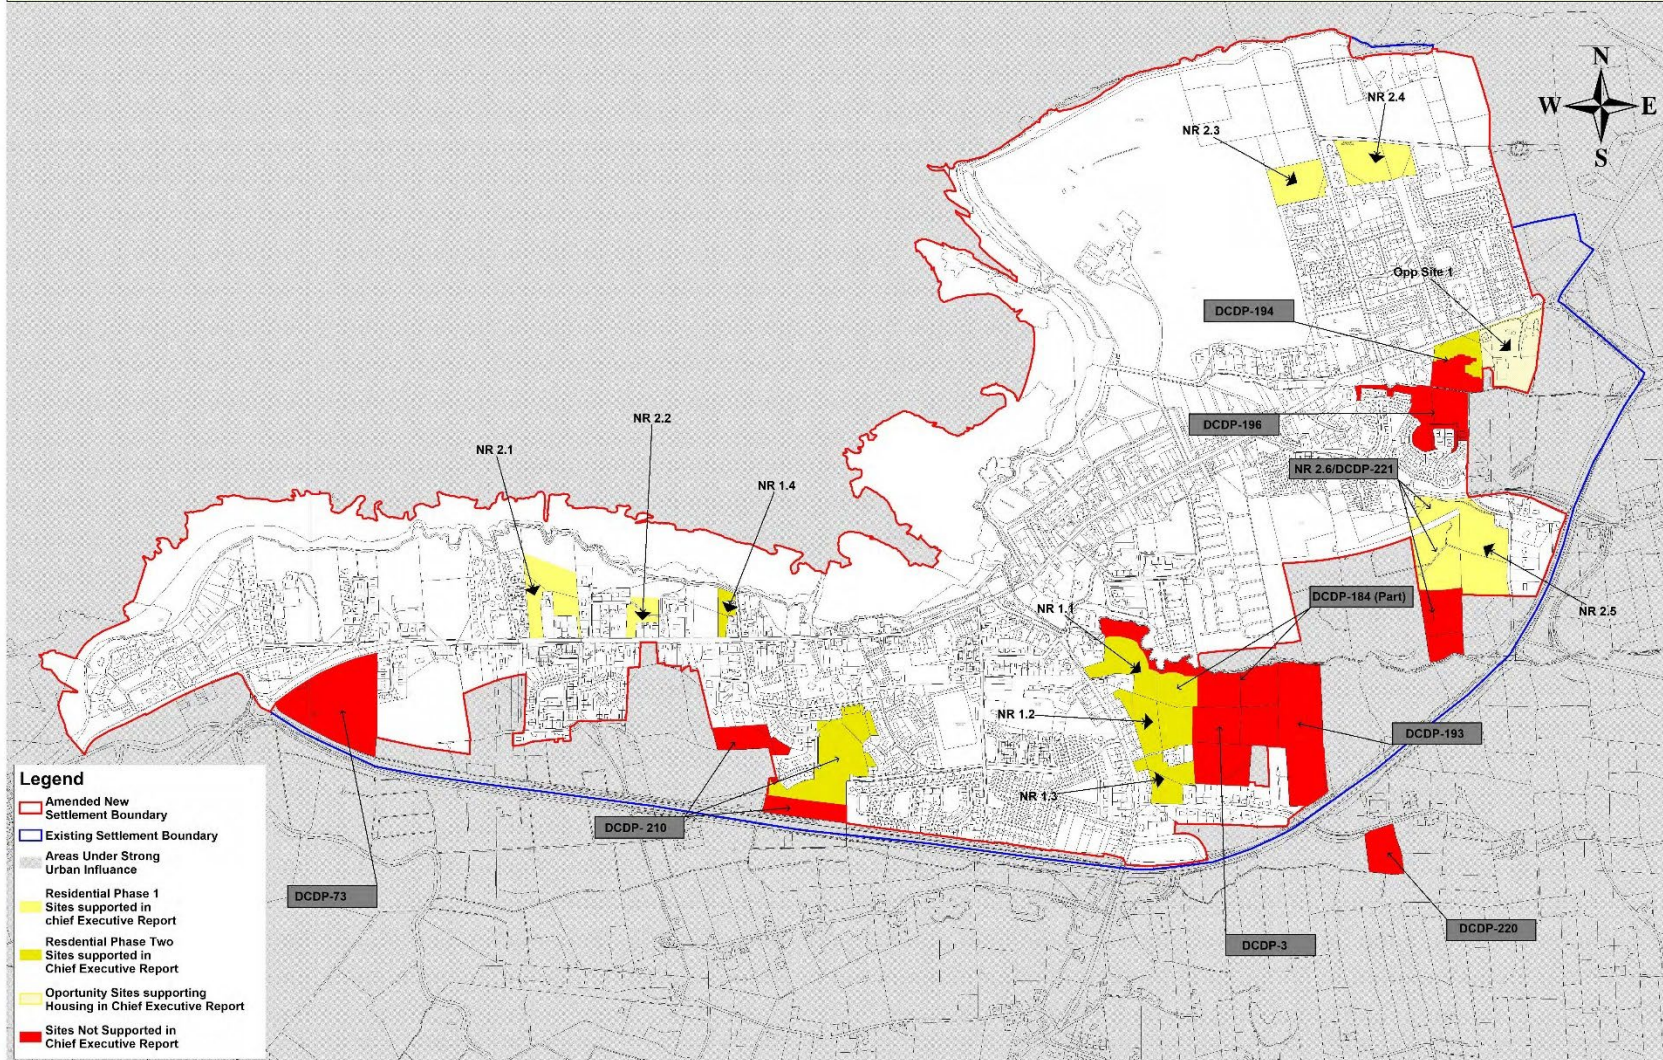 N
W E
S
NR 2.4
NR 2.3
Opp Site 1
DCDP-194
DCDP-196
NR 2.2
NR 2.1
NR 2.6/DCDP-221
NR 1.4
DCDP-184 (Part)
NR 1.1
NR 2.5
NR 1.2
DCDP-193
NR 1.3
DCDP- 210
DCDP-73
DCDP-3
DCDP-220
Legend
Amended New
Settlement Boundary
Existing Settlement Boundary
Areas Under Strong
Urban Influence
Residential Phase 1
Sites supported in
chief Executive Report
Resdential Phase Two
Sites supported in
Chief Executive Report
Oportunity Sites supporting
Housing in Chief Executive Report
Sites Not Supported in
Chief Executive Report